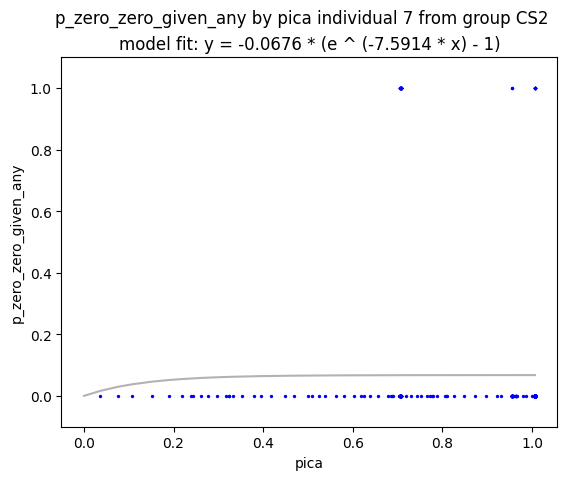 p_zero_zero_given_any by pica individual 7 from group CS2
model fit: y = -0.0676 * (e ^ (-7.5914 * x) - 1)
1.0
0.8
0.6
0.4
0.2
0.0
p_zero_zero_given_any
0.0 0.2 0.4 0.6 0.8 1.0
pica